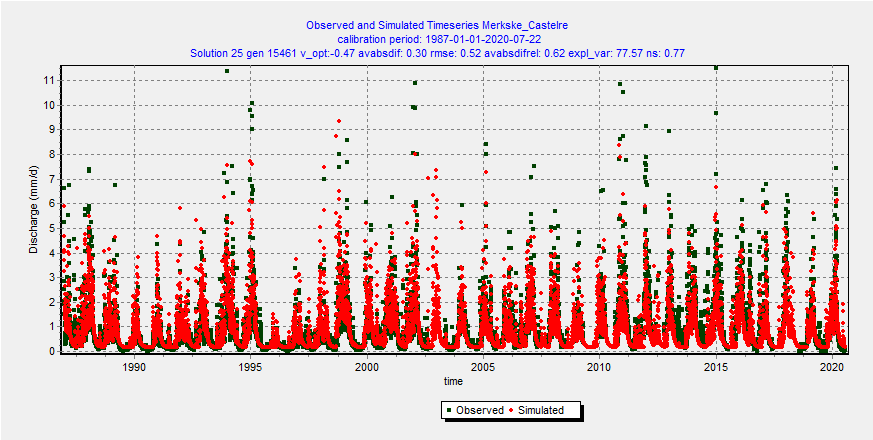 Observed and Simulated Timeseries Merkske_Castelre
calibration period: 1987-01-01-2020-07-22
Solution 25 gen 15461 v_opt:-0.47 avabsdif: 0.30 rmse: 0.52 avabsdifrel: 0.62 expl_var: 77.57 ns: 0.77
Discharge (mm/d)
11
10
9
8
7
6
5
4
3
2
1
0
1990 1995 2000 2005 2010 2015 2020
time
Observed Simulated